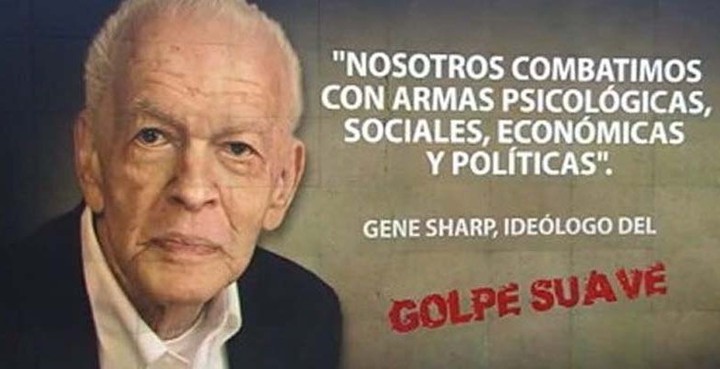 "NOSOTROS COMBATIMOS
CON ARMAS PSICOLÓGICAS,
SOCIALES, ECONÓMICAS
Y POLÍTICAS".
GENE SHARP, IDEÓLOGO DEL
GOLPE SUAVE